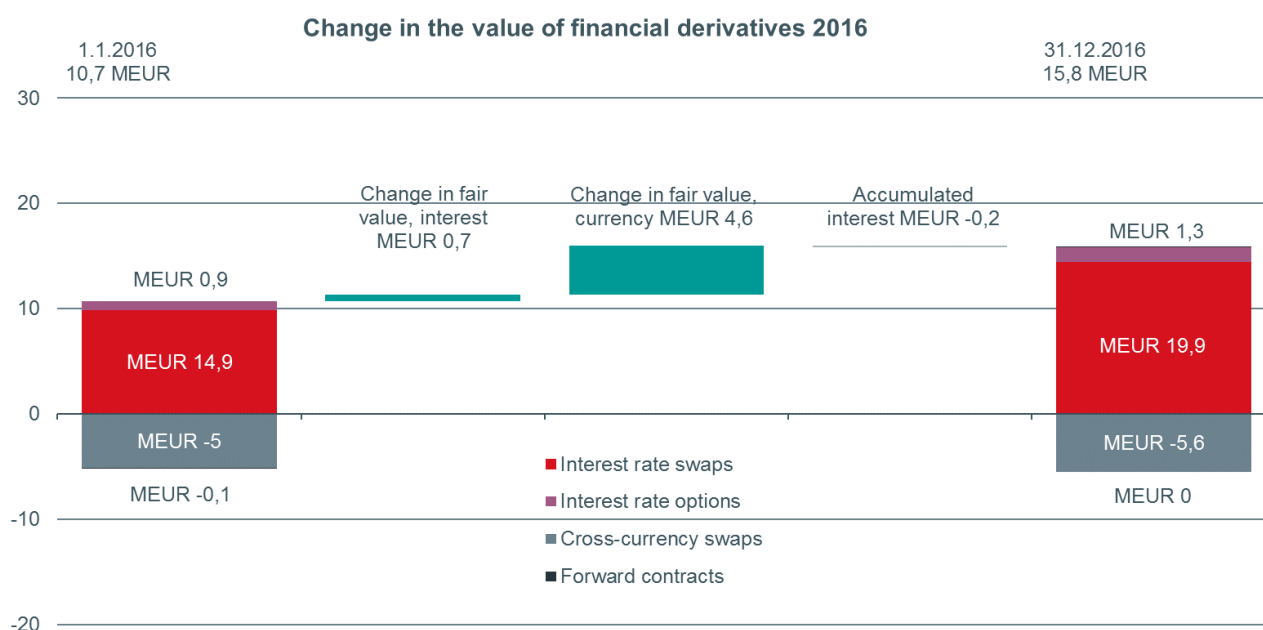 Change in the value of financial derivatives 2016
1.1.2016
10,7 MEUR
31.12.2016
15,8 MEUR
30
20
10
0
-10
-20
Change in fair
value, interest
MEUR 0,7
Change in fair value,
currency MEUR 4,6
Accumulated
interest MEUR -0,2
MEUR 0,9
MEUR 14,9
MEUR -5
MEUR -0,1
MEUR 1,3
MEUR 19,9
MEUR -5,6
MEUR 0
Interest rate swaps
Interest rate options
Cross-currency swaps
Forward contracts